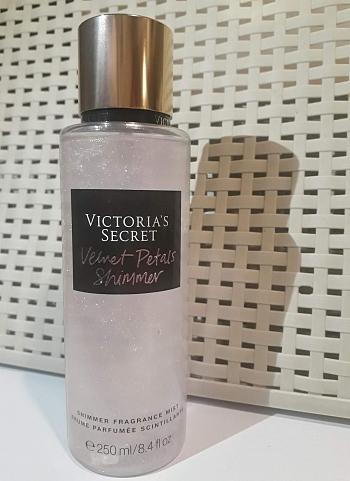 VICTORIA'S
SECRET
Velvet Petals
Shimmer
SHIMMER FRAGRANCE MIST
BRUME PARFUMÉE SCINTILLANTE
℮250 ml/8.4 fl oz